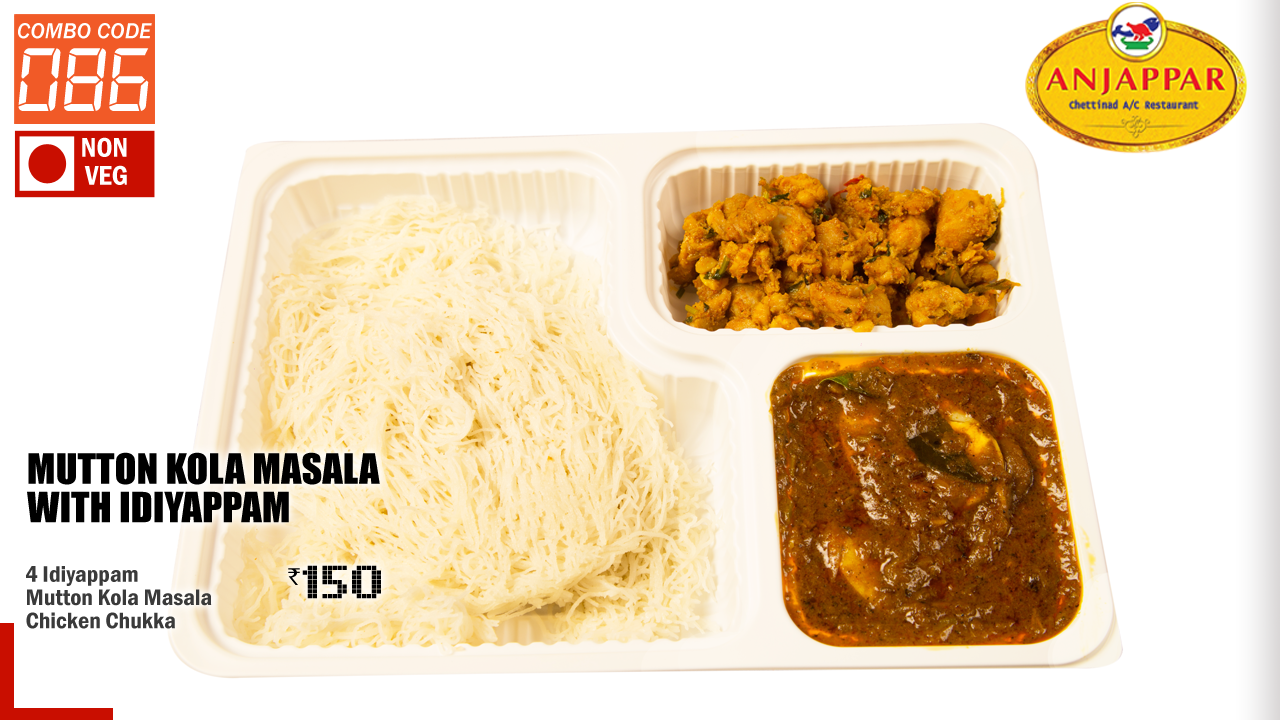 COMBO CODE
086
NON
VEG
ANJAPPAR
Chettinad A/C Restaurant
MUTTON KOLA MASALA
WITH IDIYAPPAM
4 Idiyappam
Mutton Kola Masala
Chicken Chukka
₹150